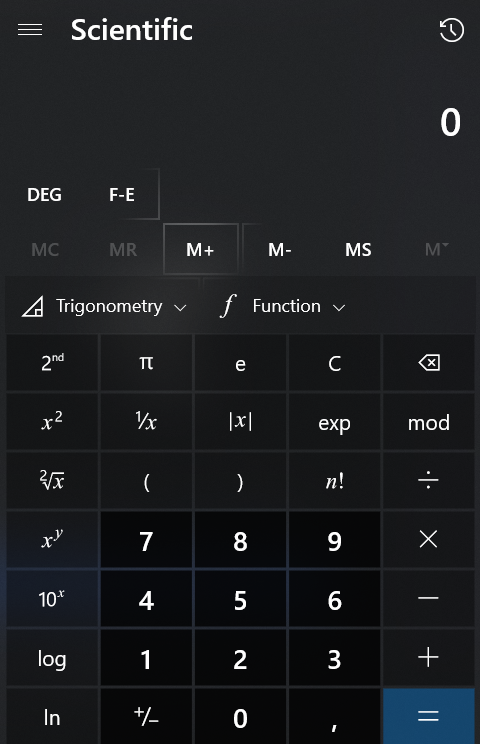 Scientific
0
DEG F-E
MC MR M+ M- MS M˅
Trigonometry f Function
2ⁿᵈ π e C
x² ¹/x |x| exp mod
²√x ( ) n! ÷
xʸ 7 8 9 ×
10ˣ 4 5 6 −
log 1 2 3 +
ln +/− 0 , =